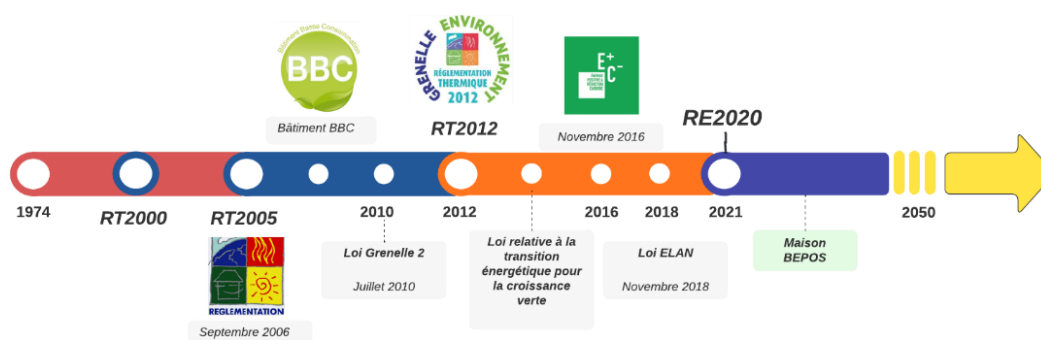 Bâtiment Basse Consommation
BBC
Bâtiment BBC
GRENELLE ENVIRONNEMENT
RÉGLEMENTATION
THERMIQUE
2012
RT2012
E+
C-
Novembre 2016
RE2020
1974
RT2000
RT2005
2010
2012
2016
2018
2021
2050
REGLEMENTATION
Septembre 2006
Loi Grenelle 2
Juillet 2010
Loi relative à la
transition
énergétique pour
la croissance
verte
Loi ELAN
Novembre 2018
Maison
BEPOS